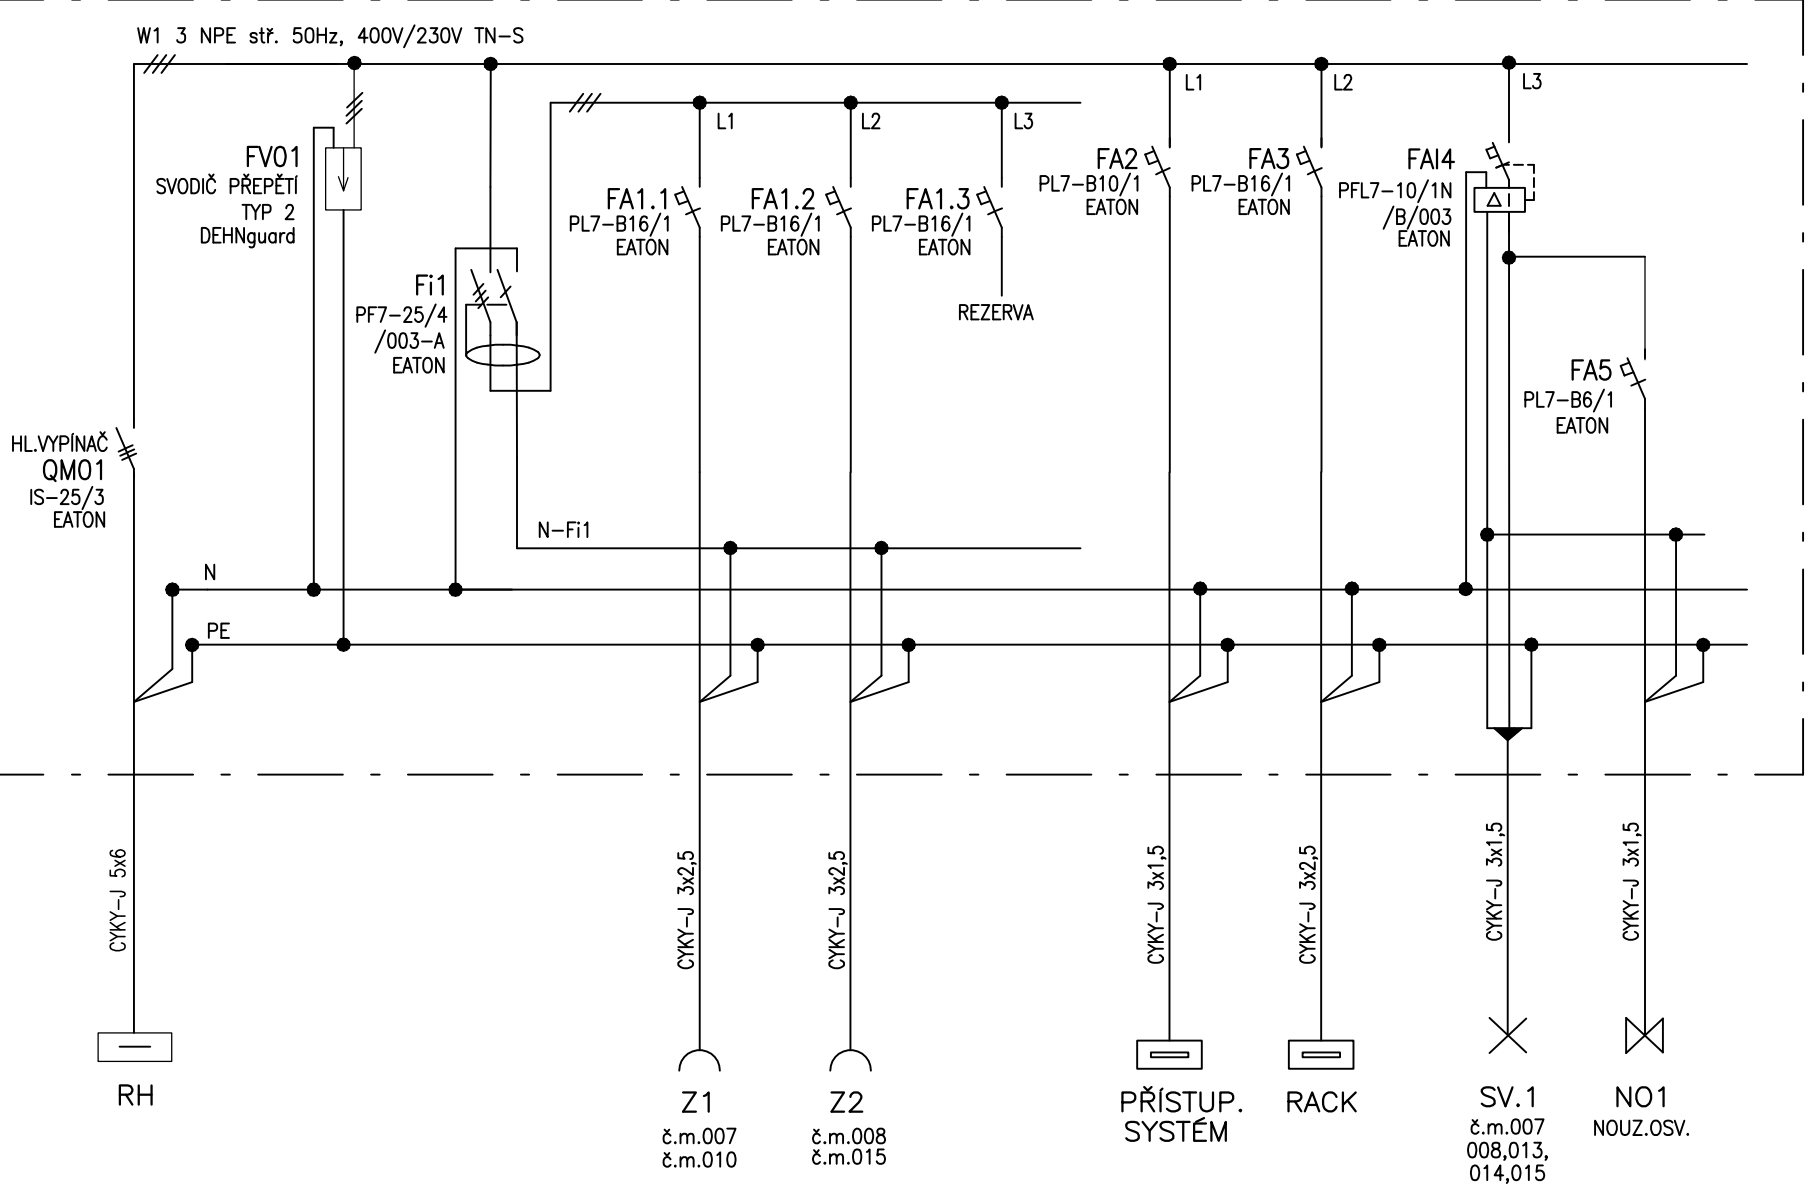 W1 3 NPE stř. 50Hz, 400V/230V TN-S
L1
L2
L3
L1
L2
L3
FV01
SVODIČ PŘEPĚTÍ
TYP 2
DEHNguard
Fi1
PF7-25/4
/003-A
EATON
FA1.1
PL7-B16/1
EATON
FA1.2
PL7-B16/1
EATON
FA1.3
PL7-B16/1
EATON
REZERVA
FA2
PL7-B10/1
EATON
FA3
PL7-B16/1
EATON
FAI4
PFL7-10/1N
/B/003
EATON
FA5
PL7-B6/1
EATON
HL.VYPÍNAČ
QM01
IS-25/3
EATON
N-Fi1
N
PE
CYKY-J 5x6
CYKY-J 3x2,5
CYKY-J 3x2,5
CYKY-J 3x1,5
CYKY-J 3x2,5
CYKY-J 3x1,5
CYKY-J 3x1,5
RH
Z1
č.m.007
č.m.010
Z2
č.m.008
č.m.015
PŘÍSTUP.
SYSTÉM
RACK
SV.1
č.m.007
008,013,
014,015
NO1
NOUZ.OSV.